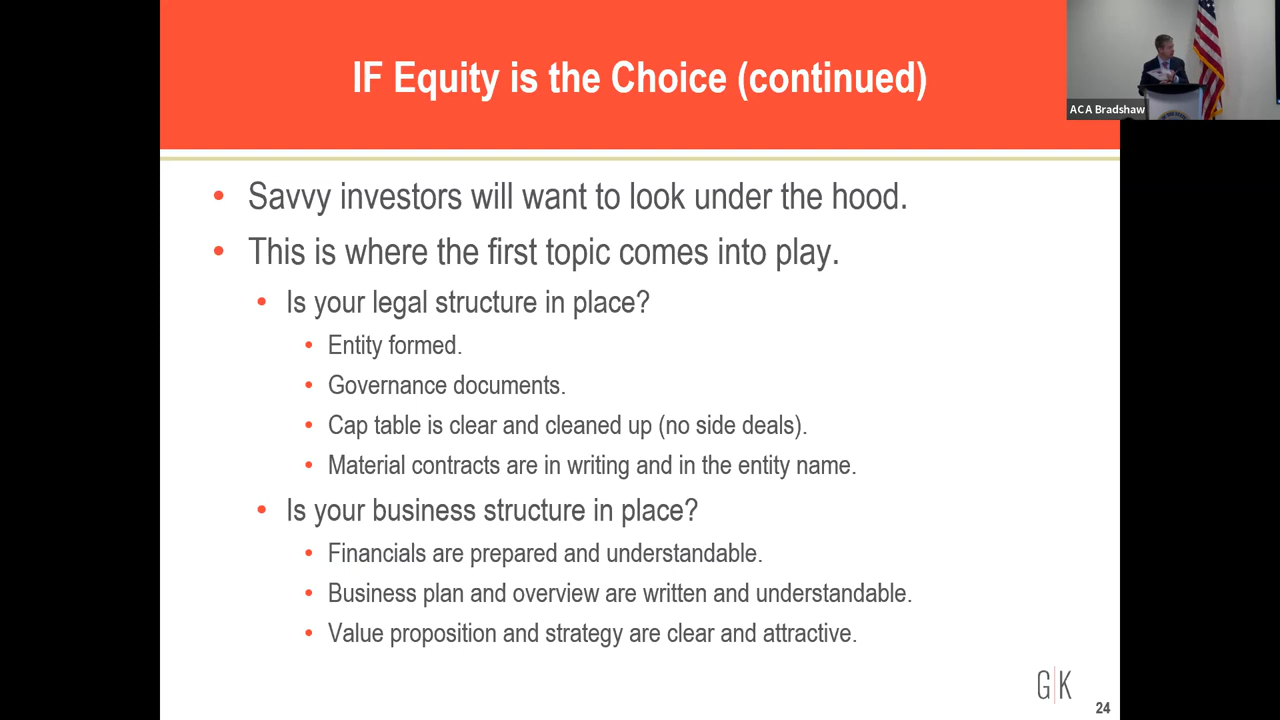 IF Equity is the Choice (continued)
ACA Bradshaw
Savvy investors will want to look under the hood.
This is where the first topic comes into play.
Is your legal structure in place?
Entity formed.
Governance documents.
Cap table is clear and cleaned up (no side deals).
Material contracts are in writing and in the entity name.
Is your business structure in place?
Financials are prepared and understandable.
Business plan and overview are written and understandable.
Value proposition and strategy are clear and attractive.
G|K
24